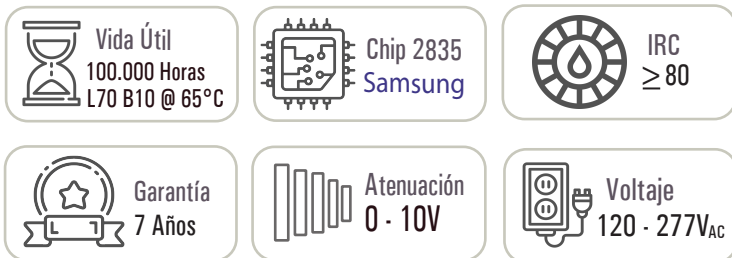 Vida Útil
100.000 Horas
L70 B10 @ 65°C
Chip 2835
Samsung
IRC
≥80
Garantía
7 Años
Atenuación
0 - 10V
Voltaje
120 - 277VAC